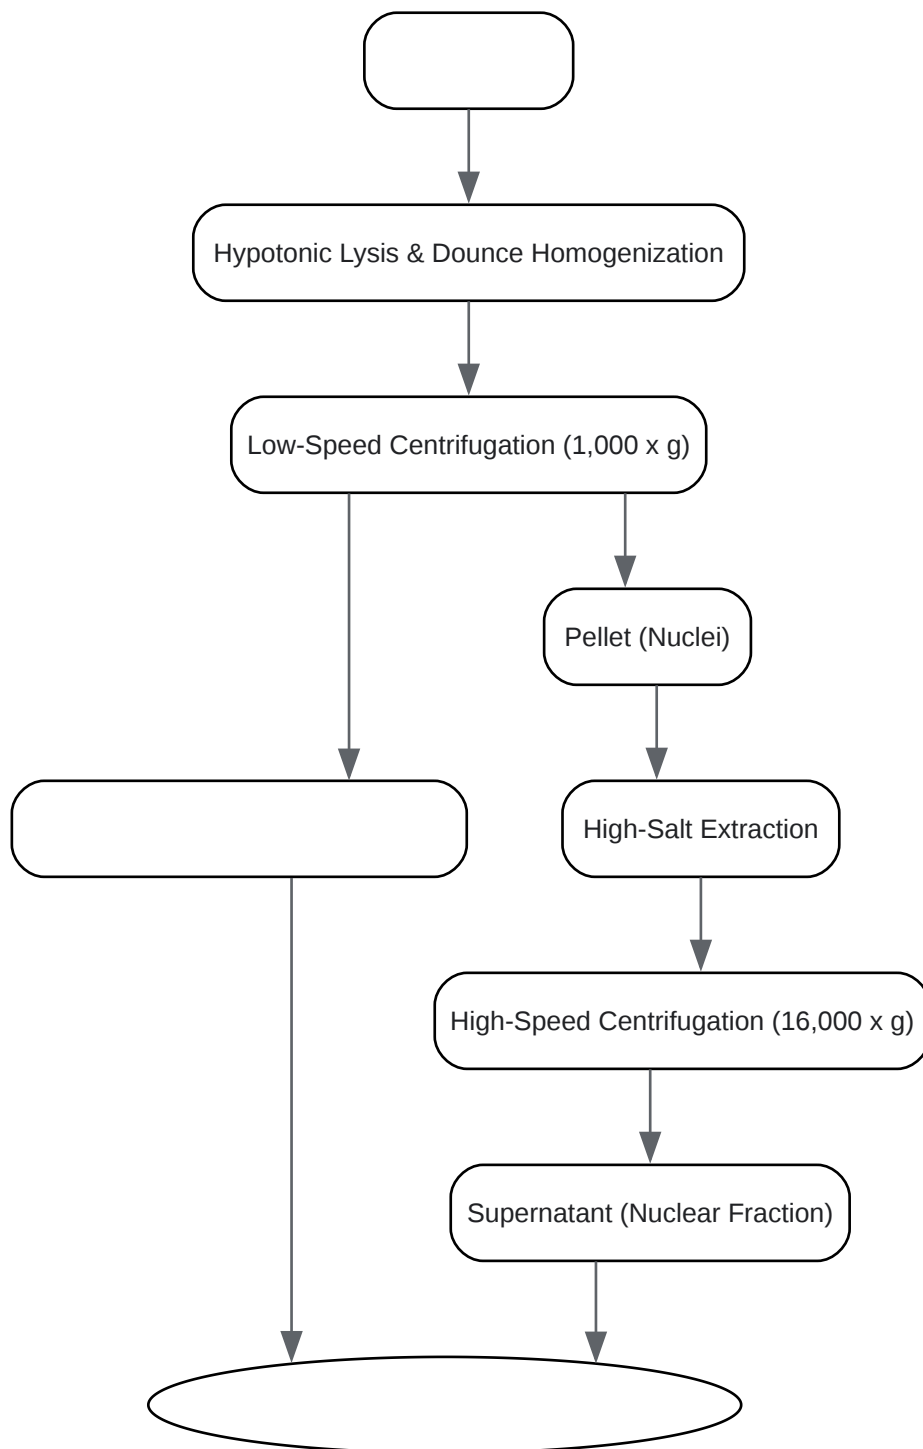 Hypotonic Lysis & Dounce Homogenization
Low-Speed Centrifugation (1,000 x g)
Pellet (Nuclei)
High-Salt Extraction
High-Speed Centrifugation (16,000 x g)
Supernatant (Nuclear Fraction)